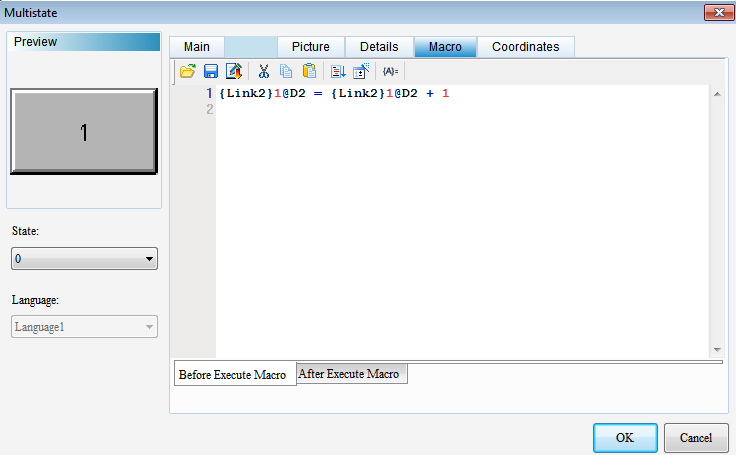 Multistate
Preview
Main
Picture
Details
Macro
Coordinates
{A}=
1 {Link2}1@D2 = {Link2}1@D2 + 1
2
1
State:
0
Language:
Language1
Before Execute Macro
After Execute Macro
OK
Cancel